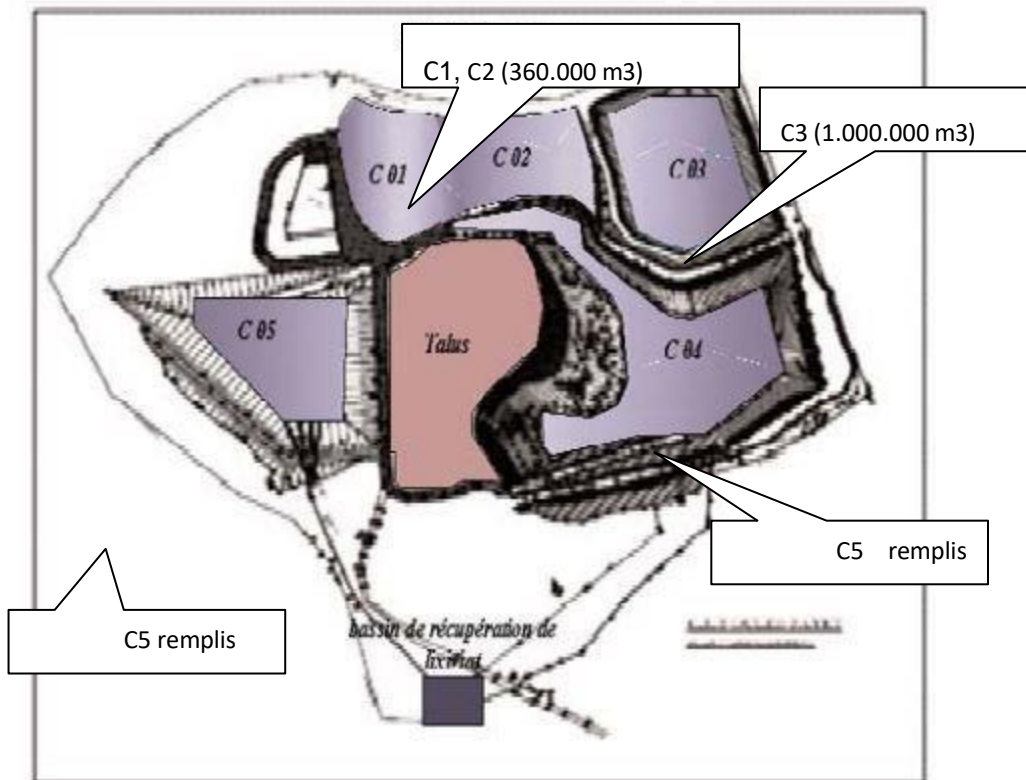 C1, C2 (360.000 m3)
C3 (1.000.000 m3)
C 01
C 02
C 03
C 05
Talus
C 04
C5 remplis
C5 remplis
bassin de récupération de
lixiviat